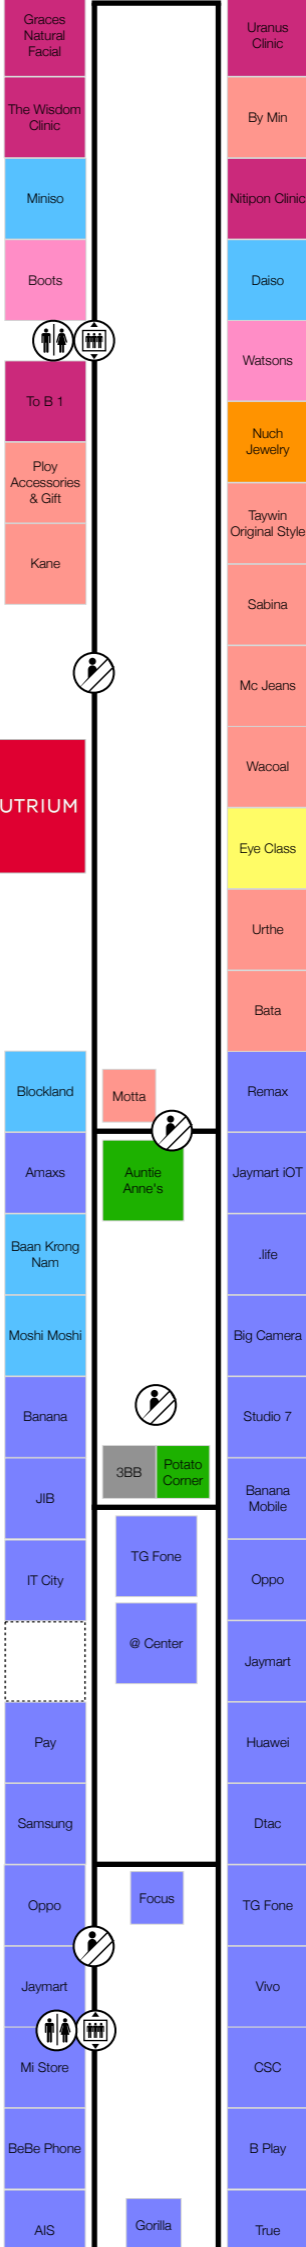 Graces
Natural
Facial
Uranus
Clinic
The Wisdom
Clinic
By Min
Miniso
Nitipon Clinic
Boots
Daiso
Watsons
To B 1
Nuch
Jewelry
Ploy
Accessories
& Gift
Taywin
Original Style
Kane
Sabina
Mc Jeans
Wacoal
UTRIUM
Eye Class
Urthe
Bata
Blockland
Motta
Remax
Amaxs
Auntie
Anne's
Jaymart iOT
Baan Krong
Nam
.life
Moshi Moshi
Big Camera
Banana
Studio 7
JIB
3BB
Potato
Corner
Banana
Mobile
IT City
TG Fone
Oppo
@ Center
Jaymart
Pay
Huawei
Samsung
Dtac
Oppo
Focus
TG Fone
Jaymart
Vivo
Mi Store
CSC
BeBe Phone
B Play
AIS
Gorilla
True